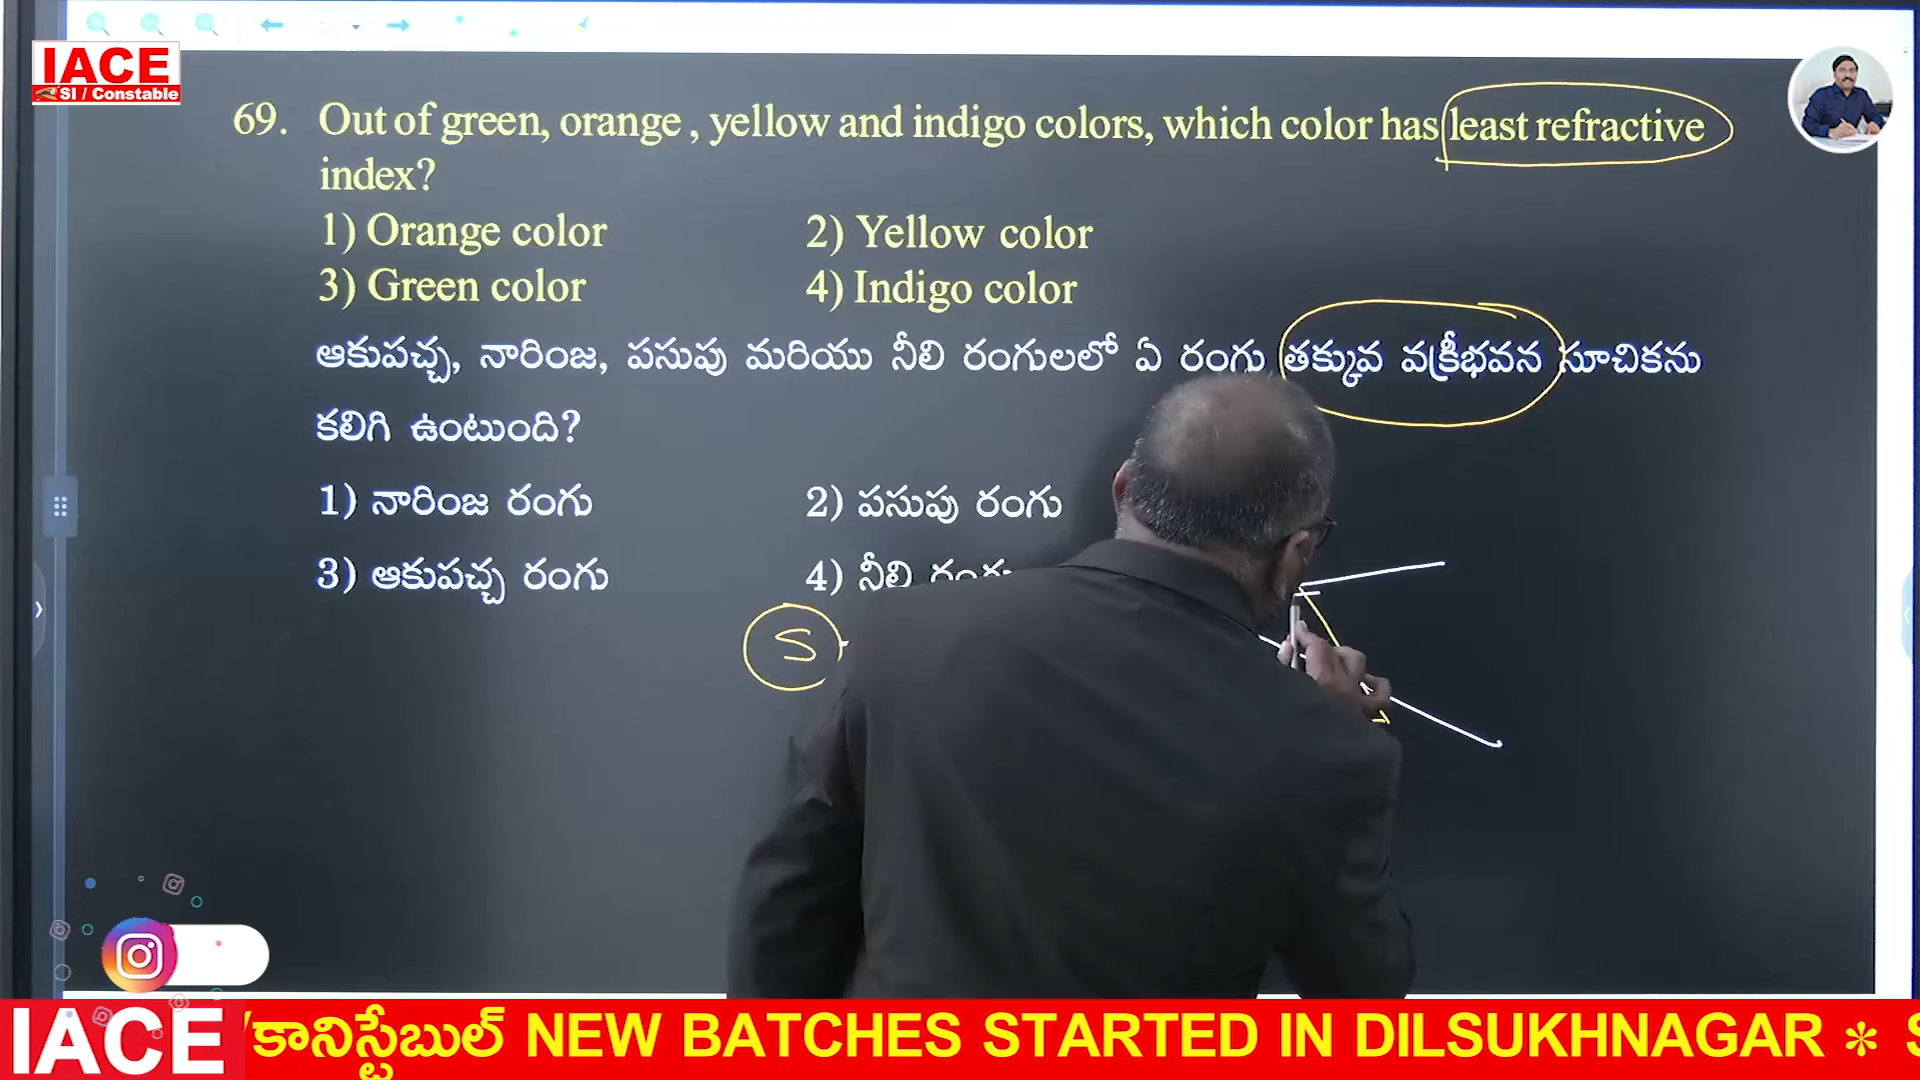 IACE
SI / Constable
69. Out of green, orange , yellow and indigo colors, which color has least refractive
index?
1) Orange color 2) Yellow color
3) Green color 4) Indigo color
ఆకుపచ్చ, నారింజ, పసుపు మరియు నీలి రంగులలో ఏ రంగు తక్కువ వక్రీభవన సూచికను
కలిగి ఉంటుంది?
1) నారింజ రంగు 2) పసుపు రంగు
3) ఆకుపచ్చ రంగు 4) నీలి
S
IACE /కానిస్టేబుల్ NEW BATCHES STARTED IN DILSUKHNAGAR * S